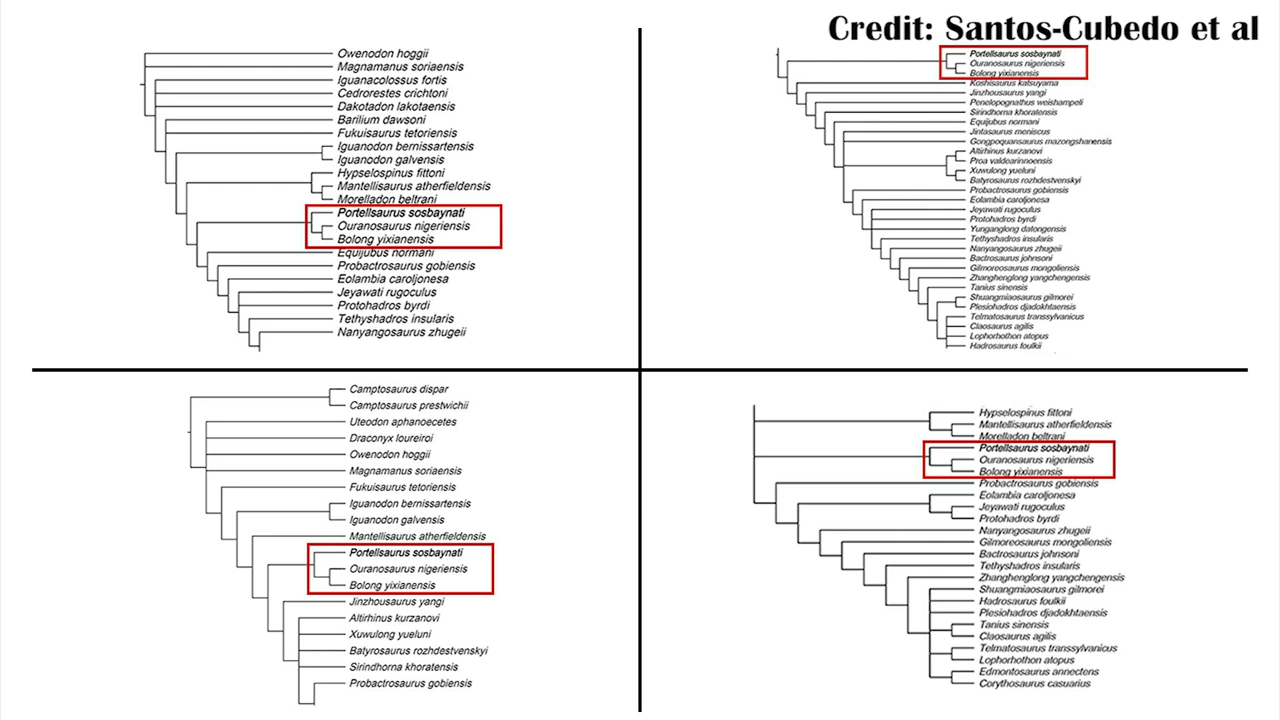 Credit: Santos-Cubedo et al
Owenodon hoggii
Magnamanus soriaensis
Iguanacolossus fortis
Cedrorestes crichtoni
Dakotadon lakotaensis
Barilium dawsoni
Fukuisaurus tetoriensis
Iguanodon bernissartensis
Iguanodon galvensis
Hypselospinus fittoni
Mantellisaurus atherfieldensis
Morelladon beltrani
Portellsaurus sosbaynati
Ouranosaurus nigeriensis
Bolong yixianensis
Equijubus normani
Probactrosaurus gobiensis
Eolambia caroljonesa
Jeyawati rugoculus
Protohadros byrdi
Tethyshadros insularis
Nanyangosaurus zhugeii
Portellsaurus sosbaynati
Ouranosaurus nigeriensis
Bolong yixianensis
Koshisaurus katsuyama
Jinzhousaurus yangi
Penelopognathus weishampeli
Sirindhorna khoratensis
Equijubus normani
Jintasaurus meniscus
Gongpoquansaurus mazongshanensis
Altirhinus kurzanovi
Proa valdearinnoensis
Xuwulong yueluni
Batyrosaurus rozhdestvenskyi
Probactrosaurus gobiensis
Eolambia caroljonesa
Jeyawati rugoculus
Protohadros byrdi
Yunganglong datongensis
Tethyshadros insularis
Nanyangosaurus zhugeii
Bactrosaurus johnsoni
Gilmoreosaurus mongoliensis
Zhanghenglong yangchengensis
Tanius sinensis
Shuangmiaosaurus gilmorei
Plesiohadros djadokhtaensis
Telmatosaurus transsylvanicus
Claosaurus agilis
Lophorhothon atopus
Hadrosaurus foulkii
Camptosaurus dispar
Camptosaurus prestwichii
Uteodon aphanoecetes
Draconyx loureiroi
Owenodon hoggii
Magnamanus soriaensis
Fukuisaurus tetoriensis
Iguanodon bernissartensis
Iguanodon galvensis
Mantellisaurus atherfieldensis
Portellsaurus sosbaynati
Ouranosaurus nigeriensis
Bolong yixianensis
Jinzhousaurus yangi
Altirhinus kurzanovi
Xuwulong yueluni
Batyrosaurus rozhdestvenskyi
Sirindhorna khoratensis
Probactosaurus gobiensis
Hypselospinus fittoni
Mantellisaurus atherfieldensis
Morelladon beltrani
Portellsaurus sosbaynati
Ouranosaurus nigeriensis
Bolong yixianensis
Probactrosaurus gobiensis
Eolambia caroljonesa
Jeyawati rugoculus
Protohadros byrdi
Nanyangosaurus zhugeii
Gilmoreosaurus mongoliensis
Bactrosaurus johnsoni
Tethyshadros insularis
Zhanghenglong yangchengensis
Shuangmiaosaurus gilmorei
Hadrosaurus foulkii
Plesiohadros djadokhtaensis
Tanius sinensis
Claosaurus agilis
Telmatosaurus transsylvanicus
Lophorhothon atopus
Edmontosaurus annectens
Corythosaurus casuarius